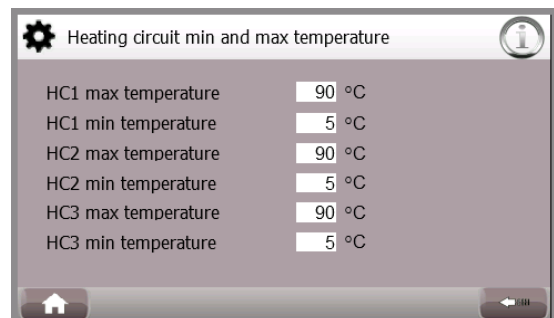 Heating circuit min and max temperature
HC1 max temperature 90 °C
HC1 min temperature 5 °C
HC2 max temperature 90 °C
HC2 min temperature 5 °C
HC3 max temperature 90 °C
HC3 min temperature 5 °C